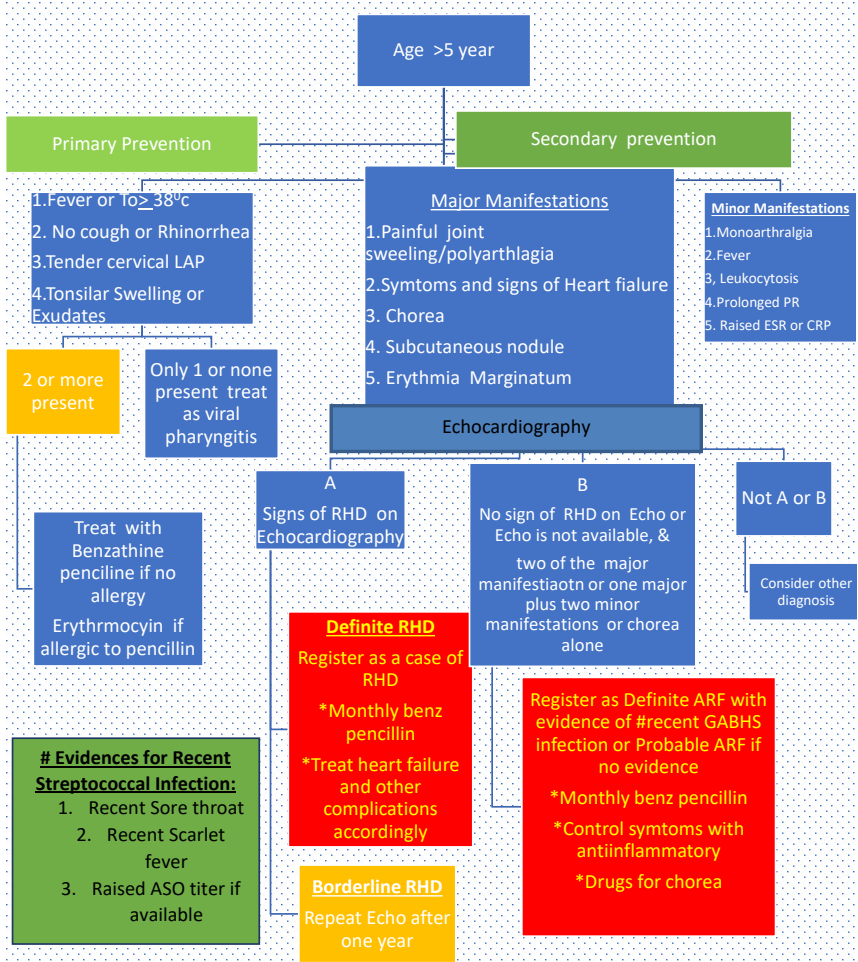 Age >5 year
Primary Prevention
Secondary prevention
1.Fever or To> 38⁰c
2. No cough or Rhinorrhea
3.Tender cervical LAP
4.Tonsilar Swelling or
Exudates
Major Manifestations
1.Painful joint
sweeling/polyarthlagia
2.Symtoms and signs of Heart fialure
3. Chorea
4. Subcutaneous nodule
5. Erythmia Marginatum
Minor Manifestations
1.Monoarthralgia
2.Fever
3, Leukocytosis
4.Prolonged PR
5. Raised ESR or CRP
2 or more
present
Only 1 or none
present treat
as viral
pharyngitis
Echocardiography
A
Signs of RHD on
Echocardiography
B
No sign of RHD on Echo or
Echo is not available, &
two of the major
manifestiaotn or one major
plus two minor
manifestations or chorea
alone
Not A or B
Consider other
diagnosis
Treat with
Benzathine
penciline if no
allergy
Erythrmocyin if
allergic to pencillin
Definite RHD
Register as a case of
RHD
*Monthly benz
pencillin
*Treat heart failure
and other
complications
accordingly
Register as Definite ARF with
evidence of #recent GABHS
infection or Probable ARF if
no evidence
*Monthly benz pencillin
*Control symtoms with
antiinflammatory
*Drugs for chorea
# Evidences for Recent
Streptococcal Infection:
1. Recent Sore throat
2. Recent Scarlet
fever
3. Raised ASO titer if
available
Borderline RHD
Repeat Echo after
one year